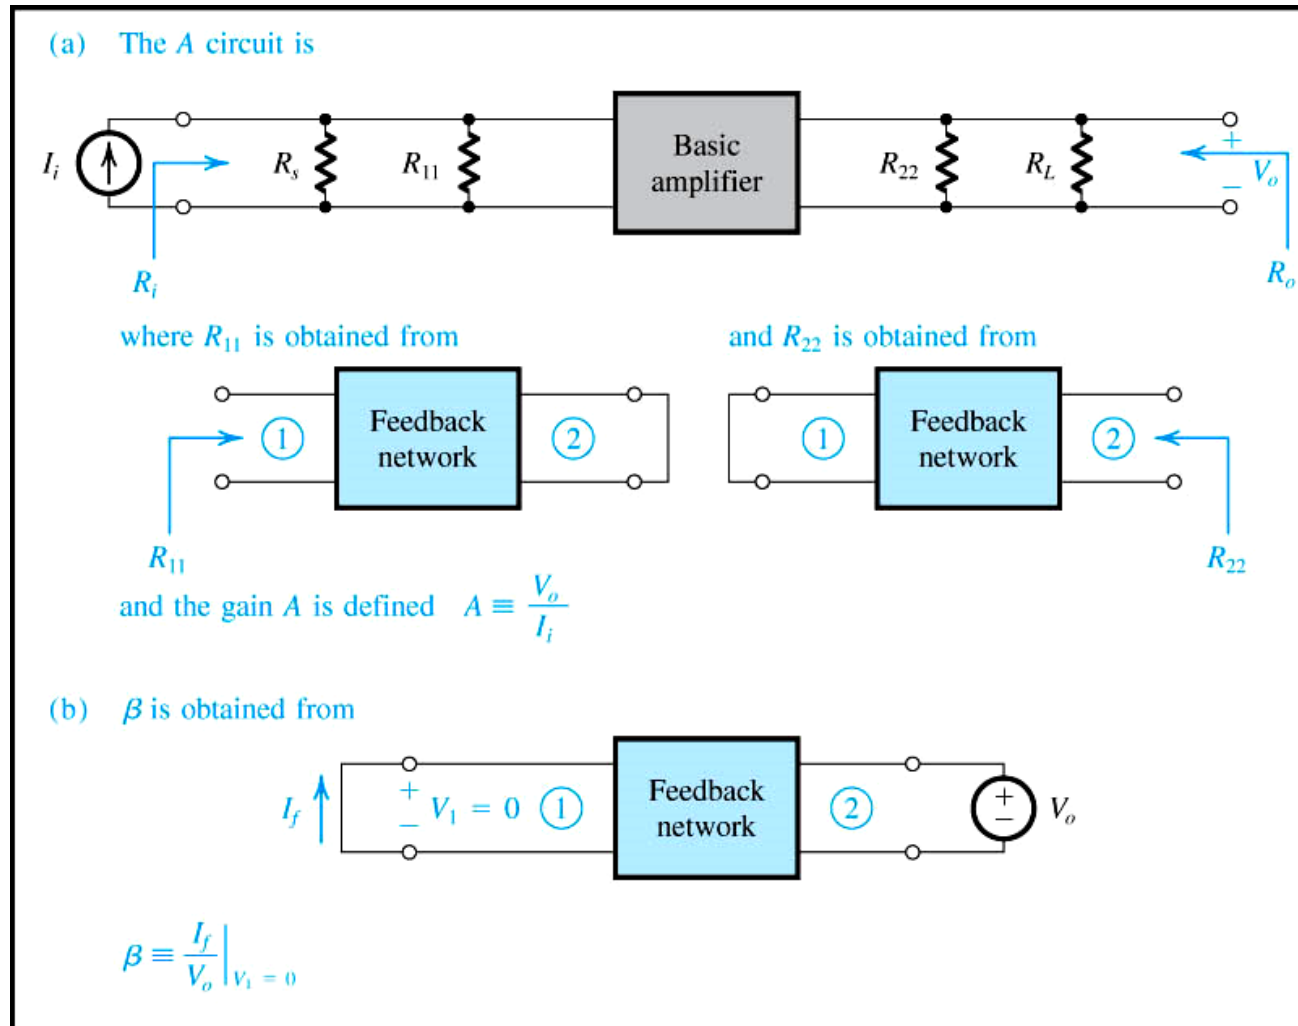 (a) The A circuit is
I_i
R_s
R_11
Basic
amplifier
R_22
R_L
+
V_o
−
R_i
R_o
where R_11 is obtained from
and R_22 is obtained from
1
Feedback
network
2
R_11
1
Feedback
network
2
R_22
and the gain A is defined A ≡ V_o / I_i
(b) β is obtained from
I_f
+
V_1 = 0
−
1
Feedback
network
2
+
−
V_o
β ≡ I_f / V_o |_{V_1 = 0}